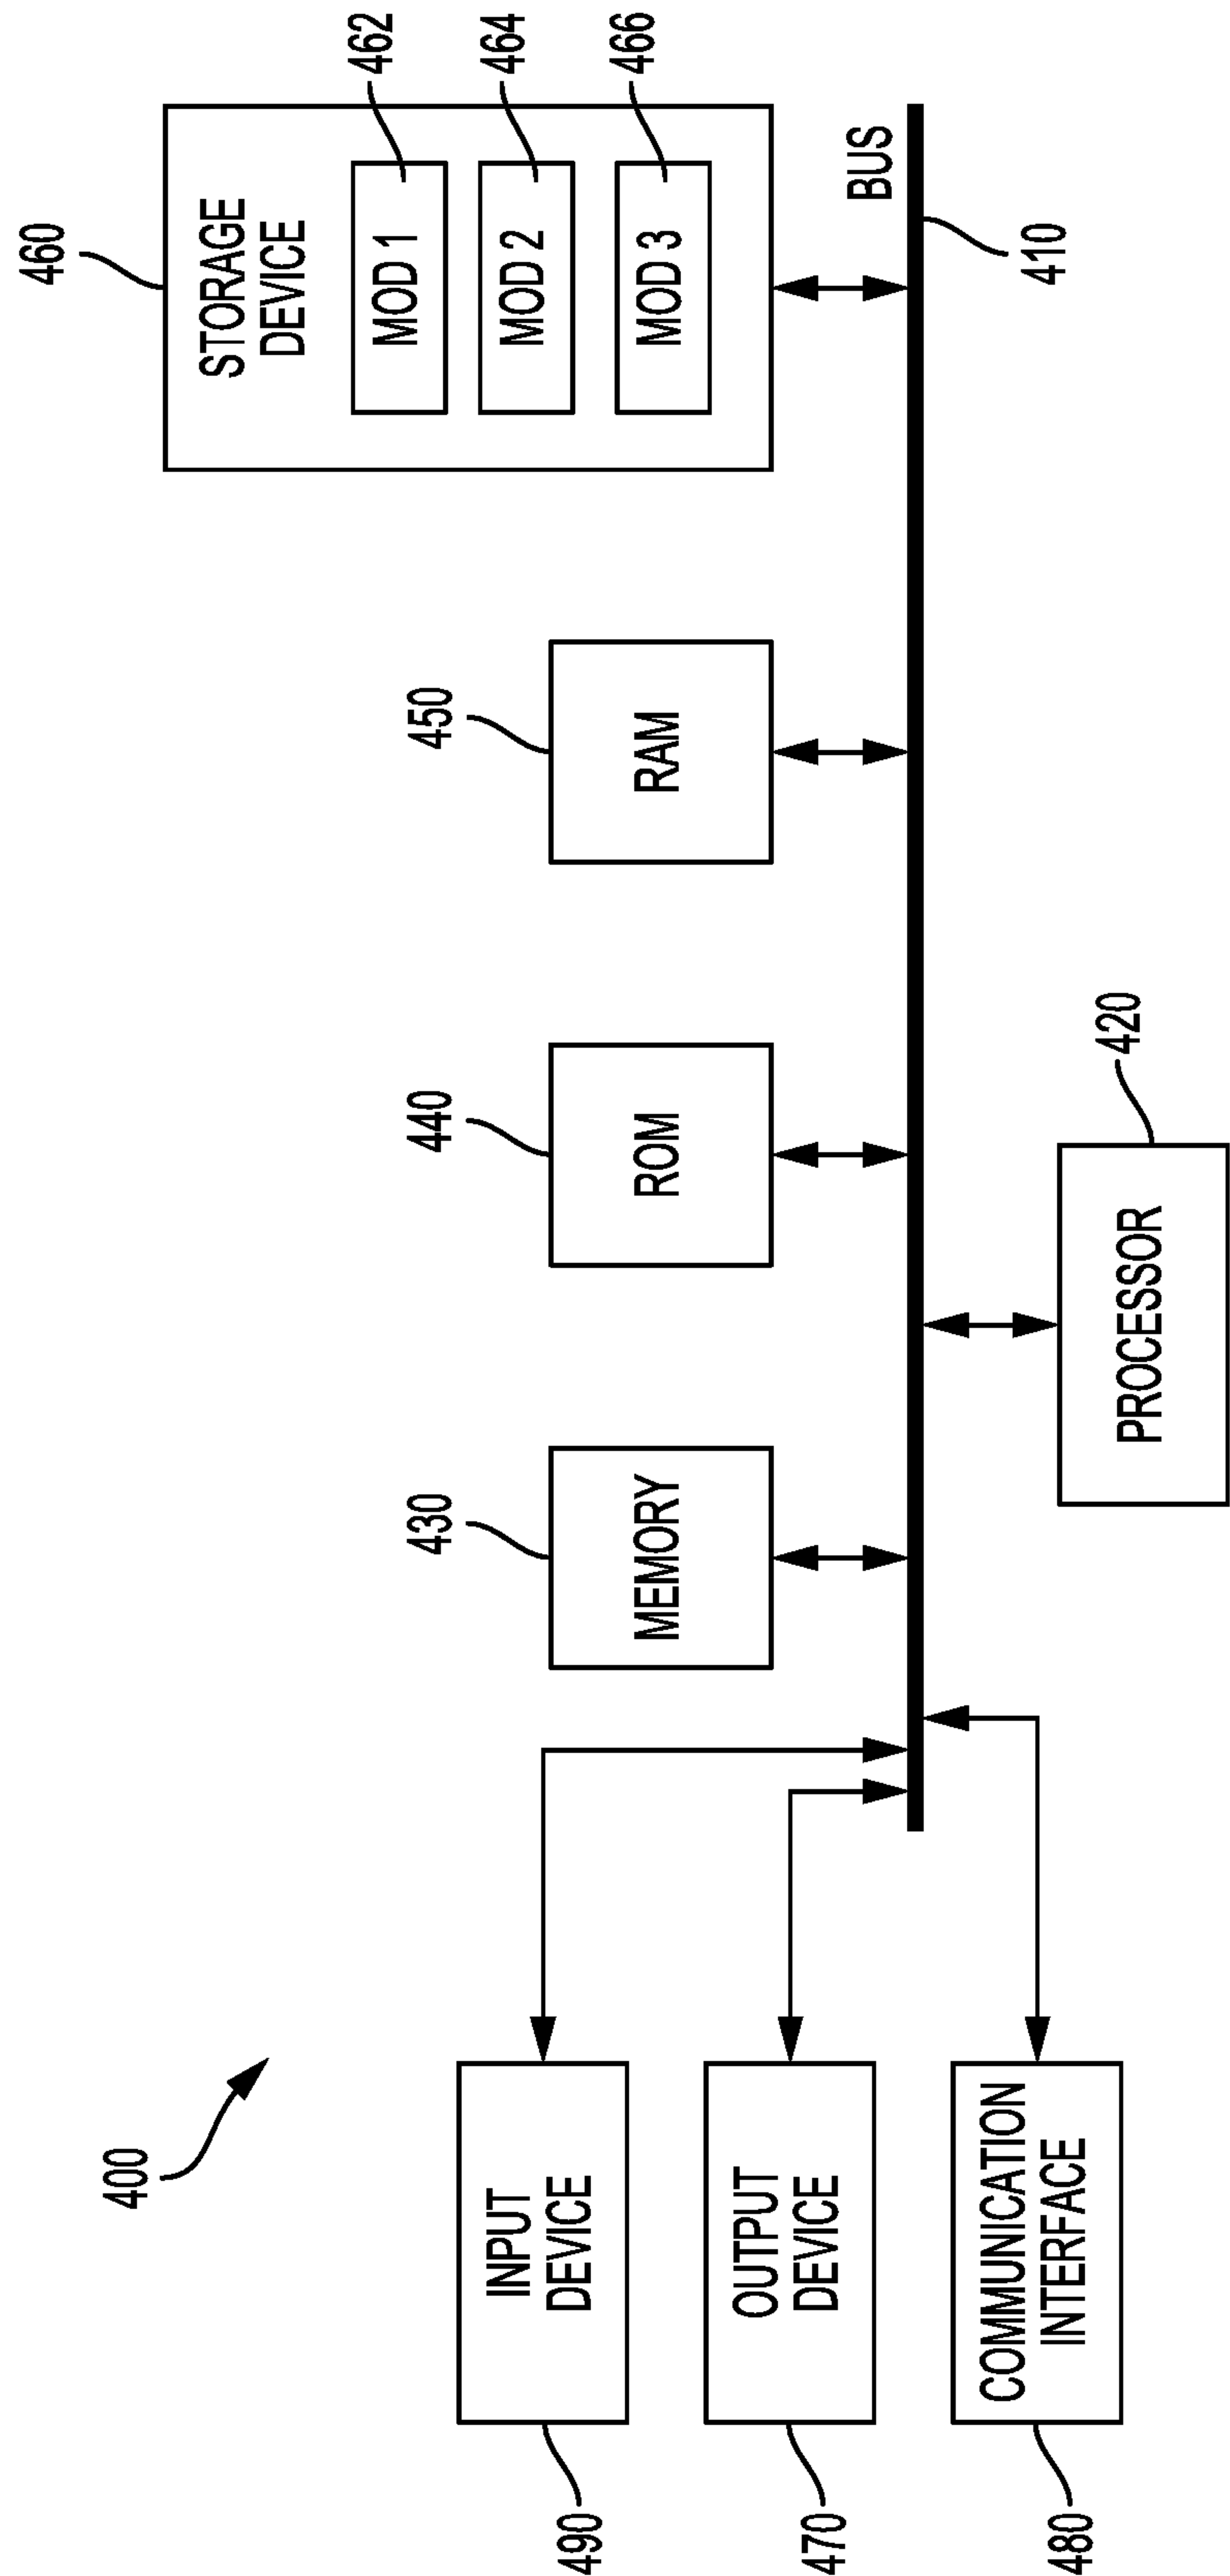 400
490
INPUT
DEVICE
470
OUTPUT
DEVICE
480
COMMUNICATION
INTERFACE
430
MEMORY
440
ROM
450
RAM
460
STORAGE
DEVICE
MOD 1
462
MOD 2
464
MOD 3
466
BUS
410
420
PROCESSOR